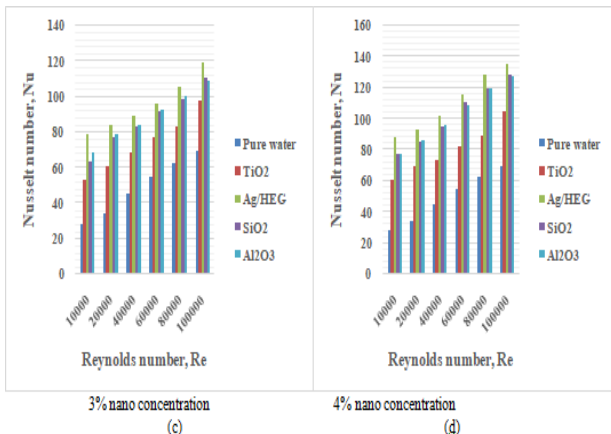 Nusselt number, Nu
140
120
100
80
60
40
20
0
10000
20000
40000
60000
80000
100000
Reynolds number, Re
Pure water
TiO2
Ag/HEG
SiO2
Al2O3
3% nano concentration
(c)
Nusselt number, Nu
160
140
120
100
80
60
40
20
0
10000
20000
40000
60000
80000
100000
Reynolds number, Re
Pure water
TiO2
Ag/HEG
SiO2
Al2O3
4% nano concentration
(d)